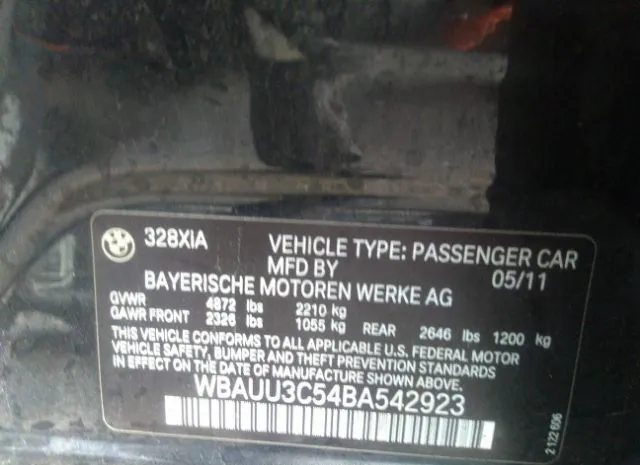 328XIA VEHICLE TYPE: PASSENGER CAR
MFD BY 05/11
BAYERISCHE MOTOREN WERKE AG
GVWR 4872 lbs 2210 kg
GAWR FRONT 2326 lbs 1055 kg REAR 2646 lbs 1200 kg
THIS VEHICLE CONFORMS TO ALL APPLICABLE U.S. FEDERAL MOTOR
VEHICLE SAFETY, BUMPER AND THEFT PREVENTION STANDARDS
IN EFFECT ON THE DATE OF MANUFACTURE SHOWN ABOVE.
WBAUU3C54BA542923
2 122 606